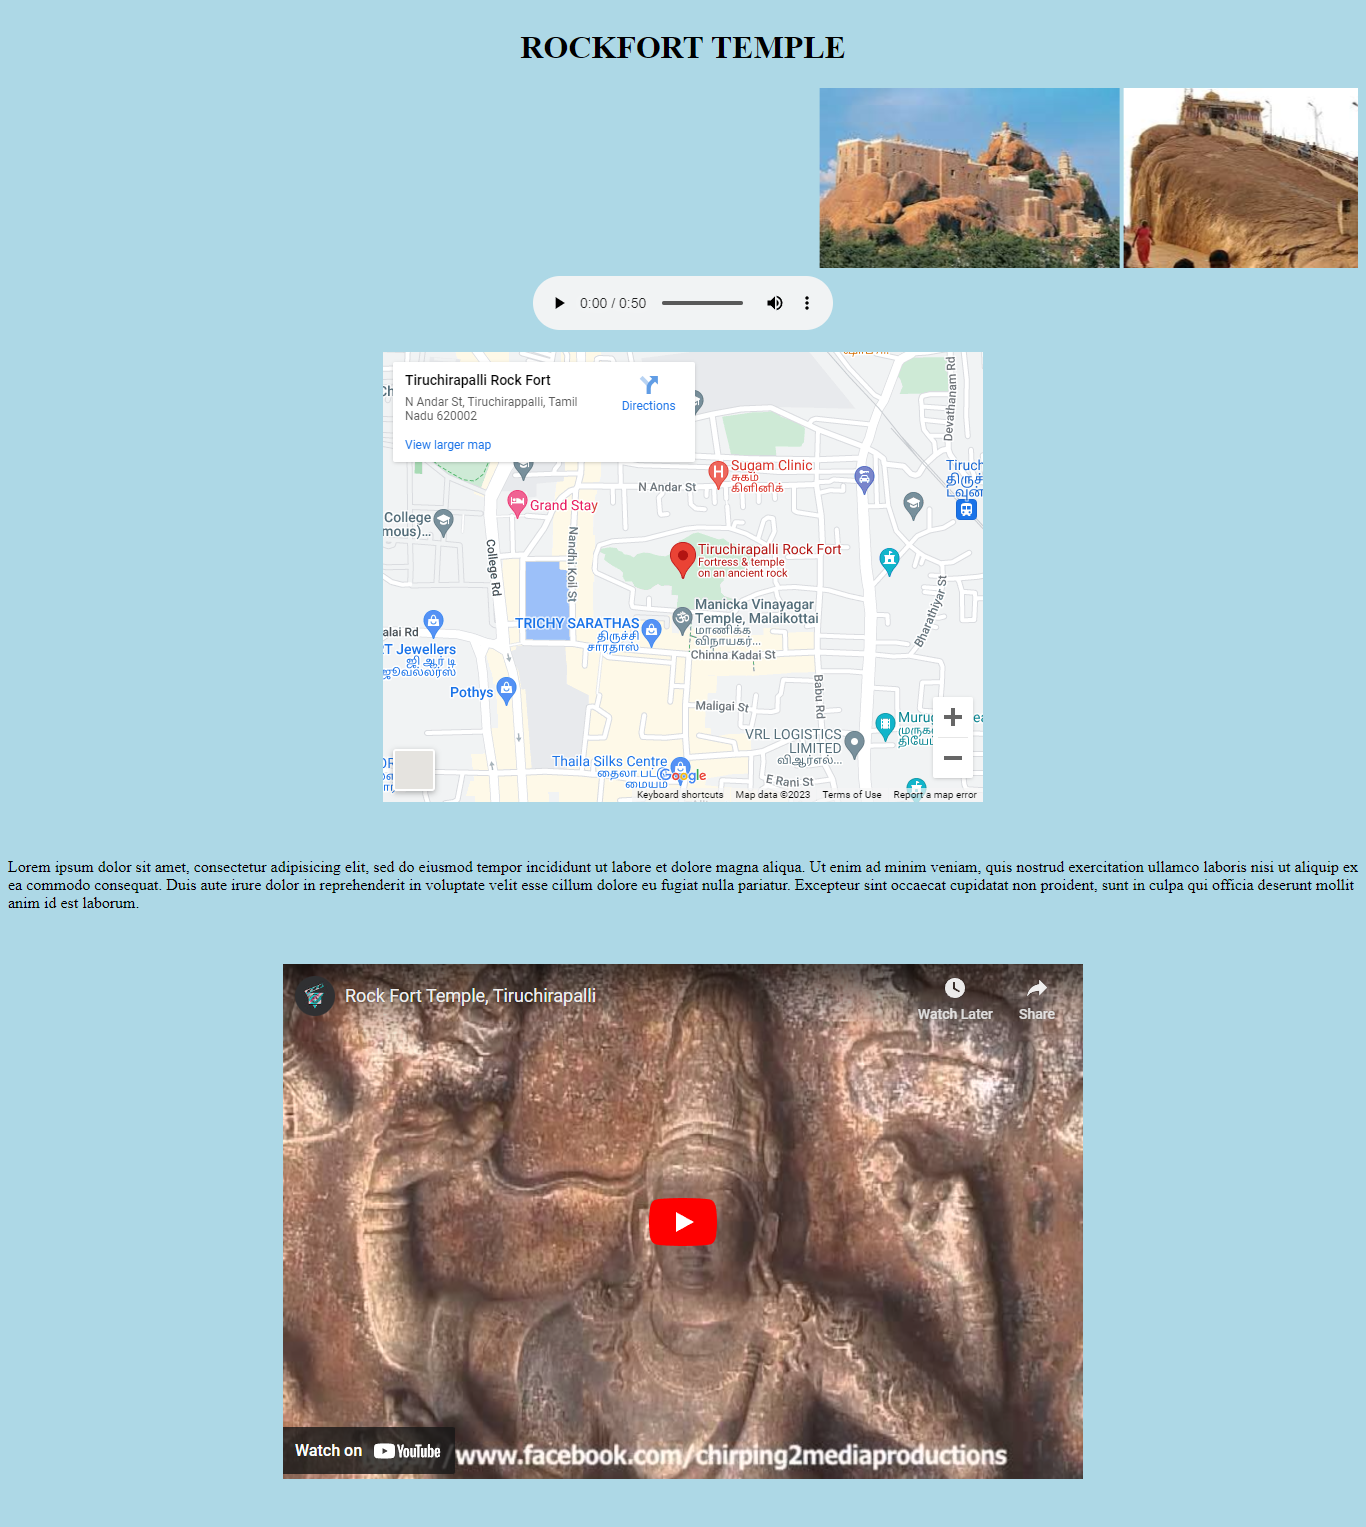 ROCKFORT TEMPLE
0:00 / 0:50
Tiruchirapalli Rock Fort
N Andar St, Tiruchirappalli, Tamil
Nadu 620002
Directions
View larger map
Devathanam Rd
Sugam Clinic
சுகம்
கிளினிக்
N Andar St
Grand Stay
College
mous)...
College Rd
Nandhi Koil St
Tiruchirapalli Rock Fort
Fortress & temple
on an ancient rock
Manicka Vinayagar
Temple, Malaikottai
மாணிக்க
விநாயகர்...
TRICHY SARATHAS
திருச்சி
சாரதாஸ்
Chinna Kadai St
Bharathiyar St
alai Rd
T Jewellers
ஜி ஆர் டி
ஜுவல்லர்ஸ்
Pothys
Babu Rd
Maligai St
VRL LOGISTICS
LIMITED
விஆர்எல்...
Thaila Silks Centre
தைலா பட்
மையம்
Google
E Rani St
Keyboard shortcuts Map data ©2023 Terms of Use Report a map error
Lorem ipsum dolor sit amet, consectetur adipisicing elit, sed do eiusmod tempor incididunt ut labore et dolore magna aliqua. Ut enim ad minim veniam, quis nostrud exercitation ullamco laboris nisi ut aliquip ex
ea commodo consequat. Duis aute irure dolor in reprehenderit in voluptate velit esse cillum dolore eu fugiat nulla pariatur. Excepteur sint occaecat cupidatat non proident, sunt in culpa qui officia deserunt mollit
anim id est laborum.
Rock Fort Temple, Tiruchirapalli
Watch Later
Share
Watch on YouTube
/www.facebook.com/chirping2mediaproductions